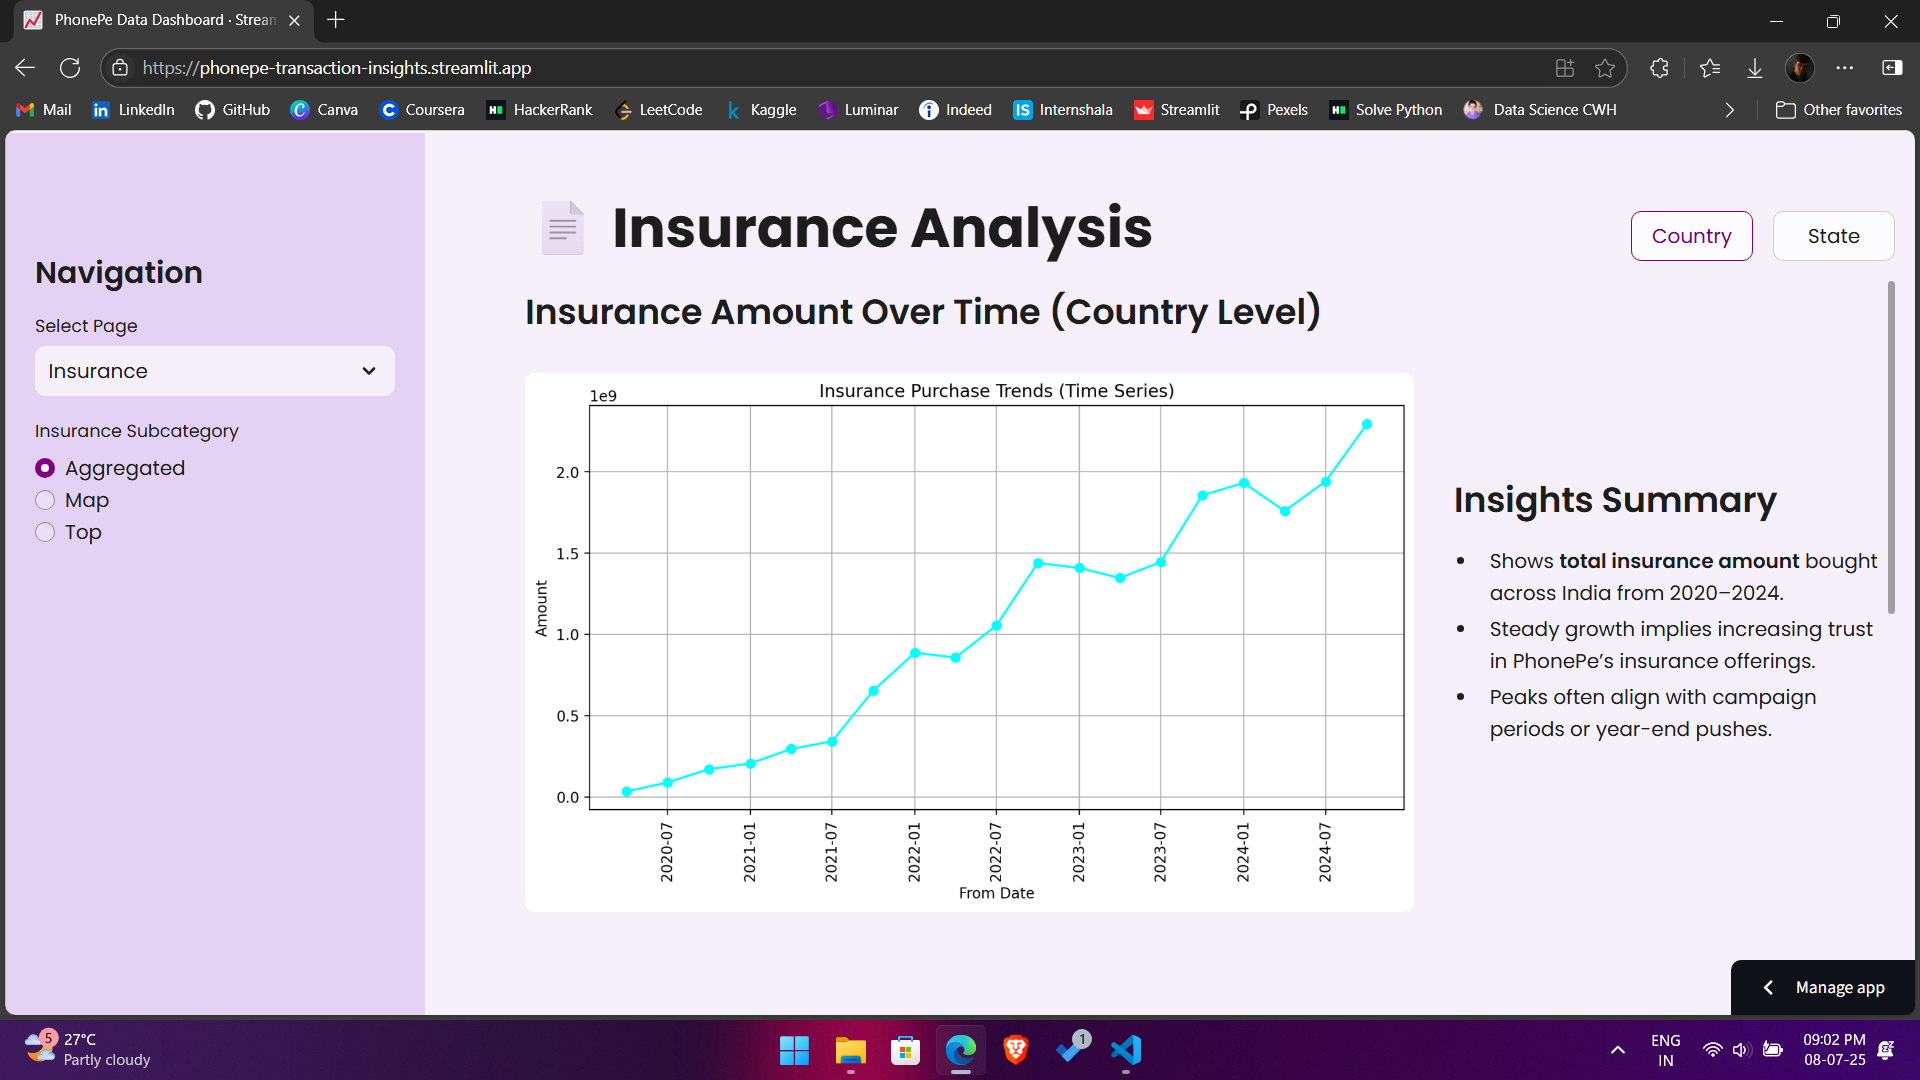 PhonePe Data Dashboard · Stream
https://phonepe-transaction-insights.streamlit.app
Mail LinkedIn GitHub Canva Coursera HackerRank LeetCode Kaggle Luminar Indeed Internshala Streamlit Pexels Solve Python Data Science CWH Other favorites
Navigation
Select Page
Insurance
Insurance Subcategory
Aggregated
Map
Top
Insurance Analysis
Country
State
Insurance Amount Over Time (Country Level)
Insurance Purchase Trends (Time Series)
1e9
2.0
1.5
1.0
0.5
0.0
Amount
2020-07 2021-01 2021-07 2022-01 2022-07 2023-01 2023-07 2024-01 2024-07
From Date
Insights Summary
• Shows total insurance amount bought
across India from 2020–2024.
• Steady growth implies increasing trust
in PhonePe’s insurance offerings.
• Peaks often align with campaign
periods or year-end pushes.
Manage app
5
27°C
Partly cloudy
1
ENG
IN
09:02 PM
08-07-25